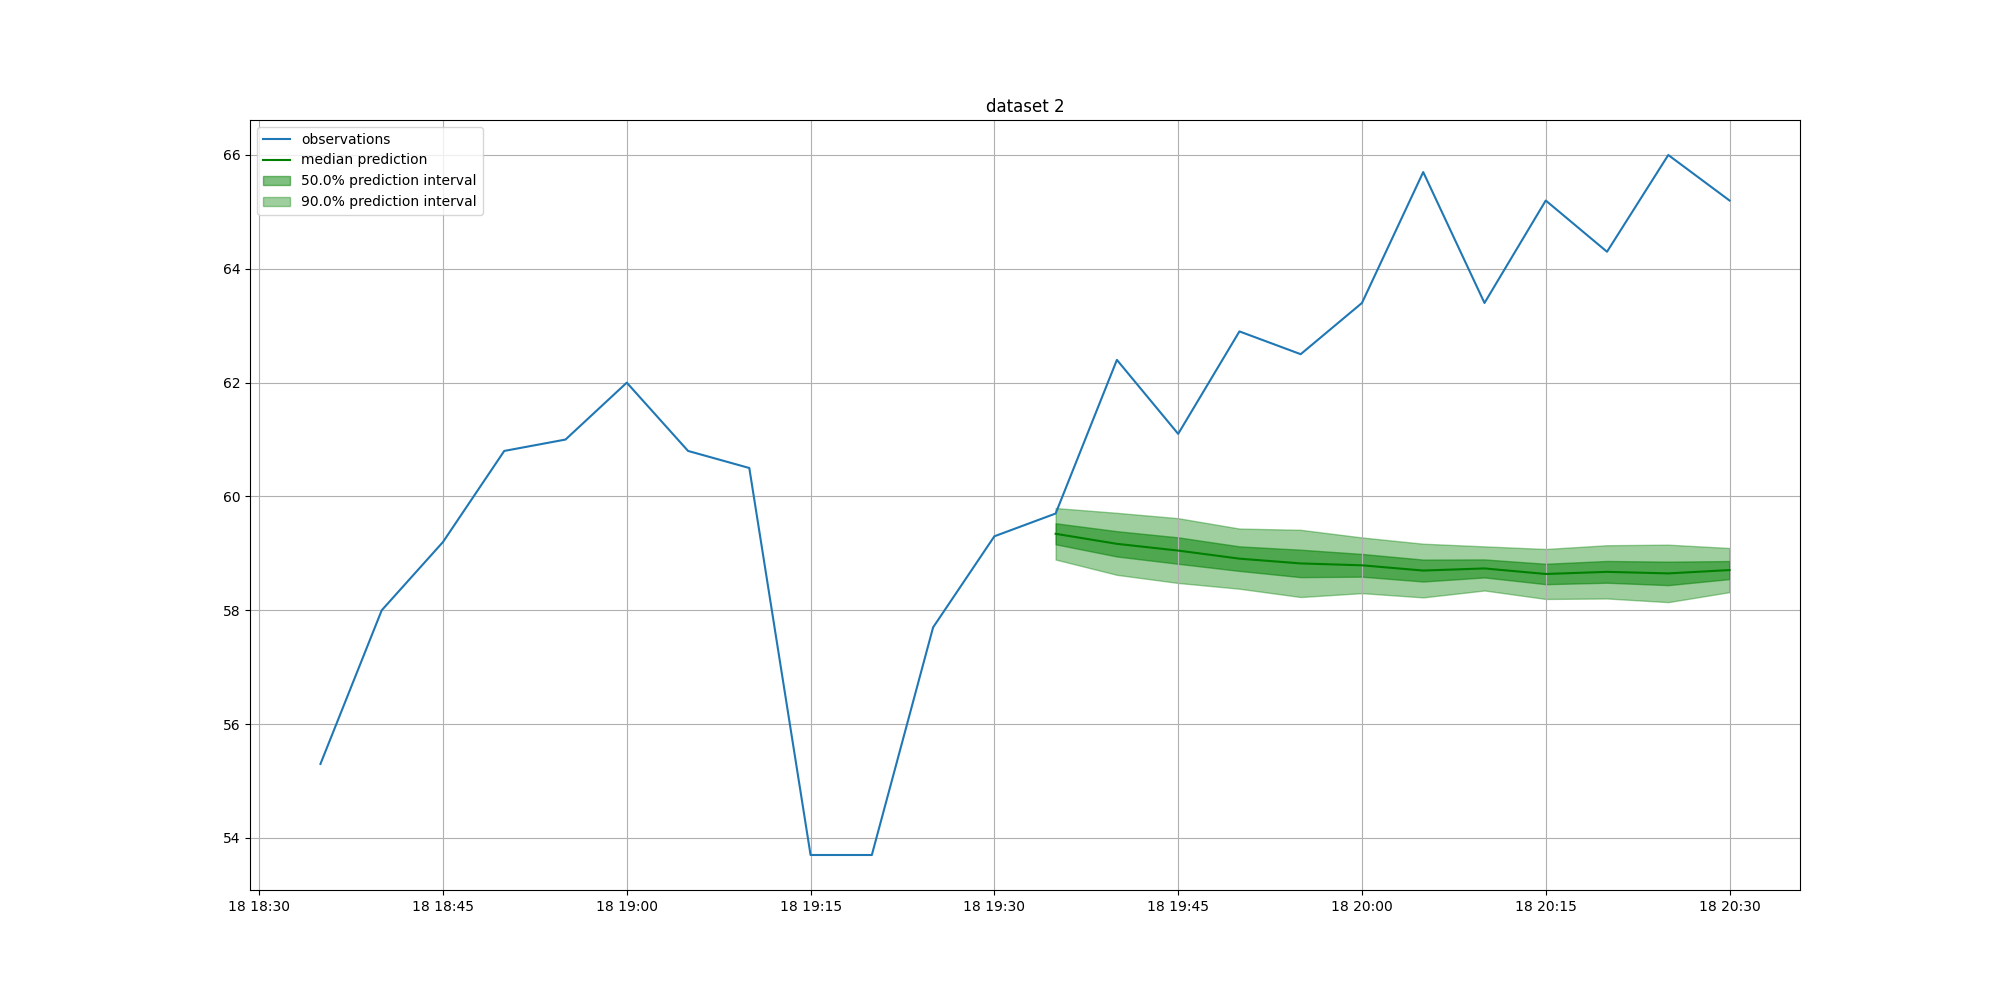 dataset 2
observations
median prediction
50.0% prediction interval
90.0% prediction interval
66
64
62
60
58
56
54
18 18:30 18 18:45 18 19:00 18 19:15 18 19:30 18 19:45 18 20:00 18 20:15 18 20:30